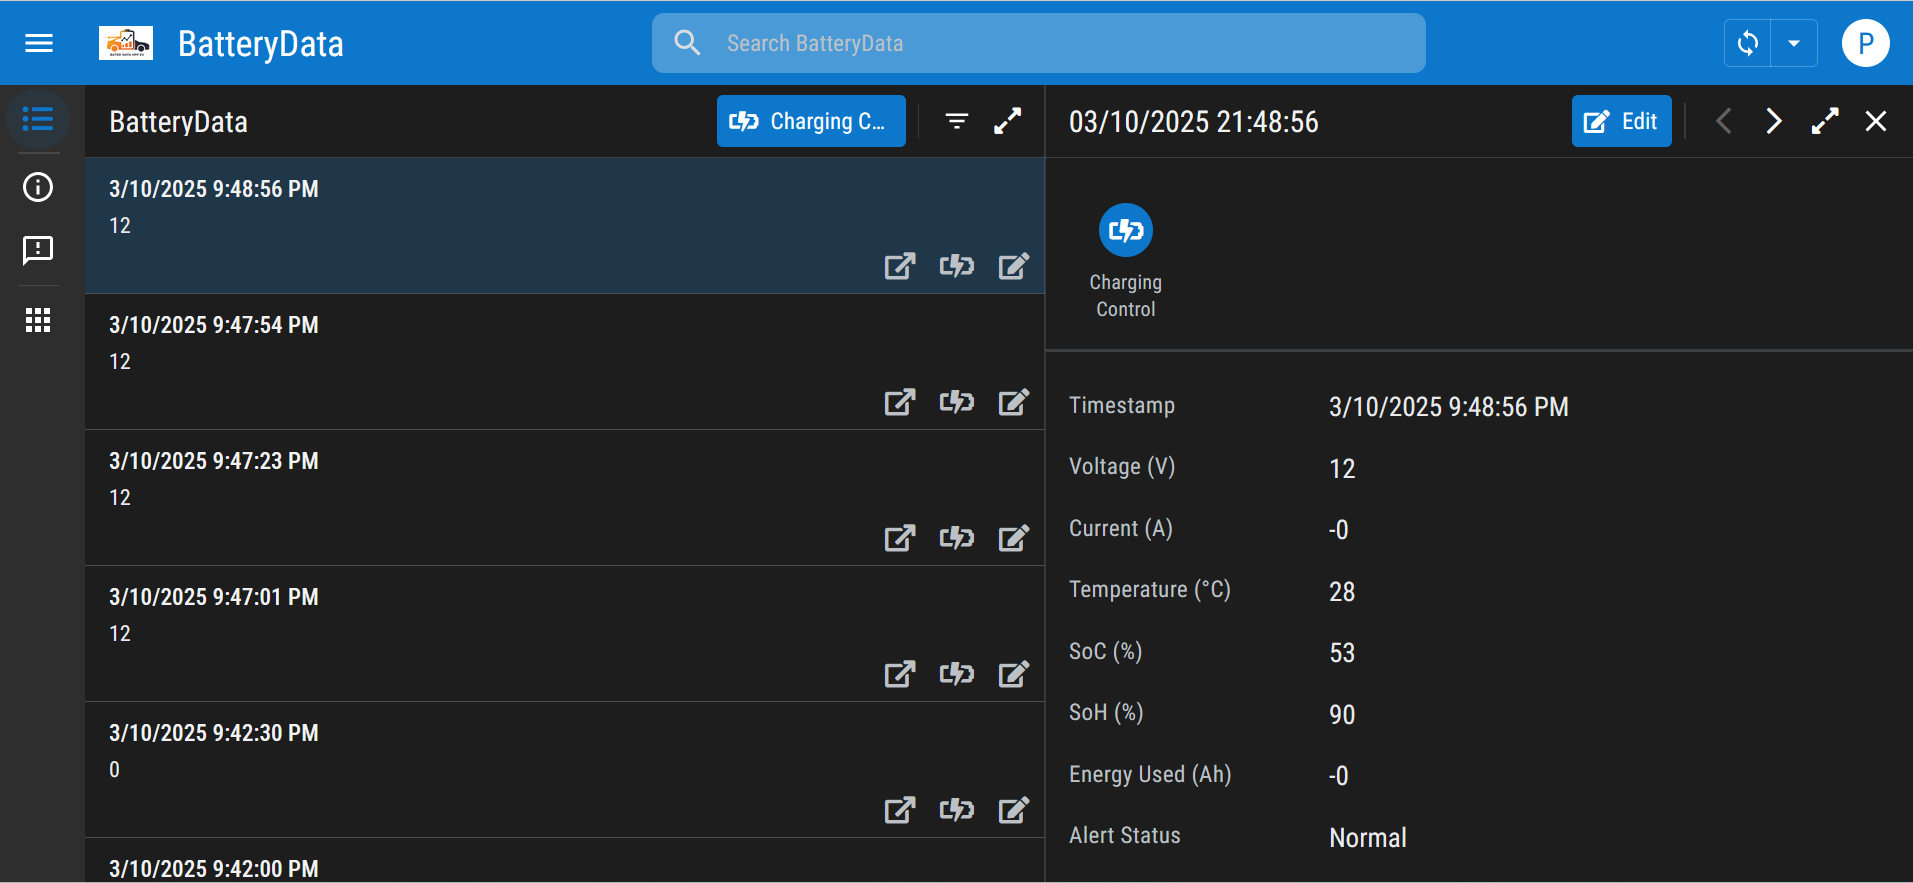 BatteryData
Search BatteryData
P
BatteryData
Charging C...
03/10/2025 21:48:56
Edit
3/10/2025 9:48:56 PM
12
3/10/2025 9:47:54 PM
12
3/10/2025 9:47:23 PM
12
3/10/2025 9:47:01 PM
12
3/10/2025 9:42:30 PM
0
3/10/2025 9:42:00 PM
Charging
Control
Timestamp 3/10/2025 9:48:56 PM
Voltage (V) 12
Current (A) -0
Temperature (°C) 28
SoC (%) 53
SoH (%) 90
Energy Used (Ah) -0
Alert Status Normal